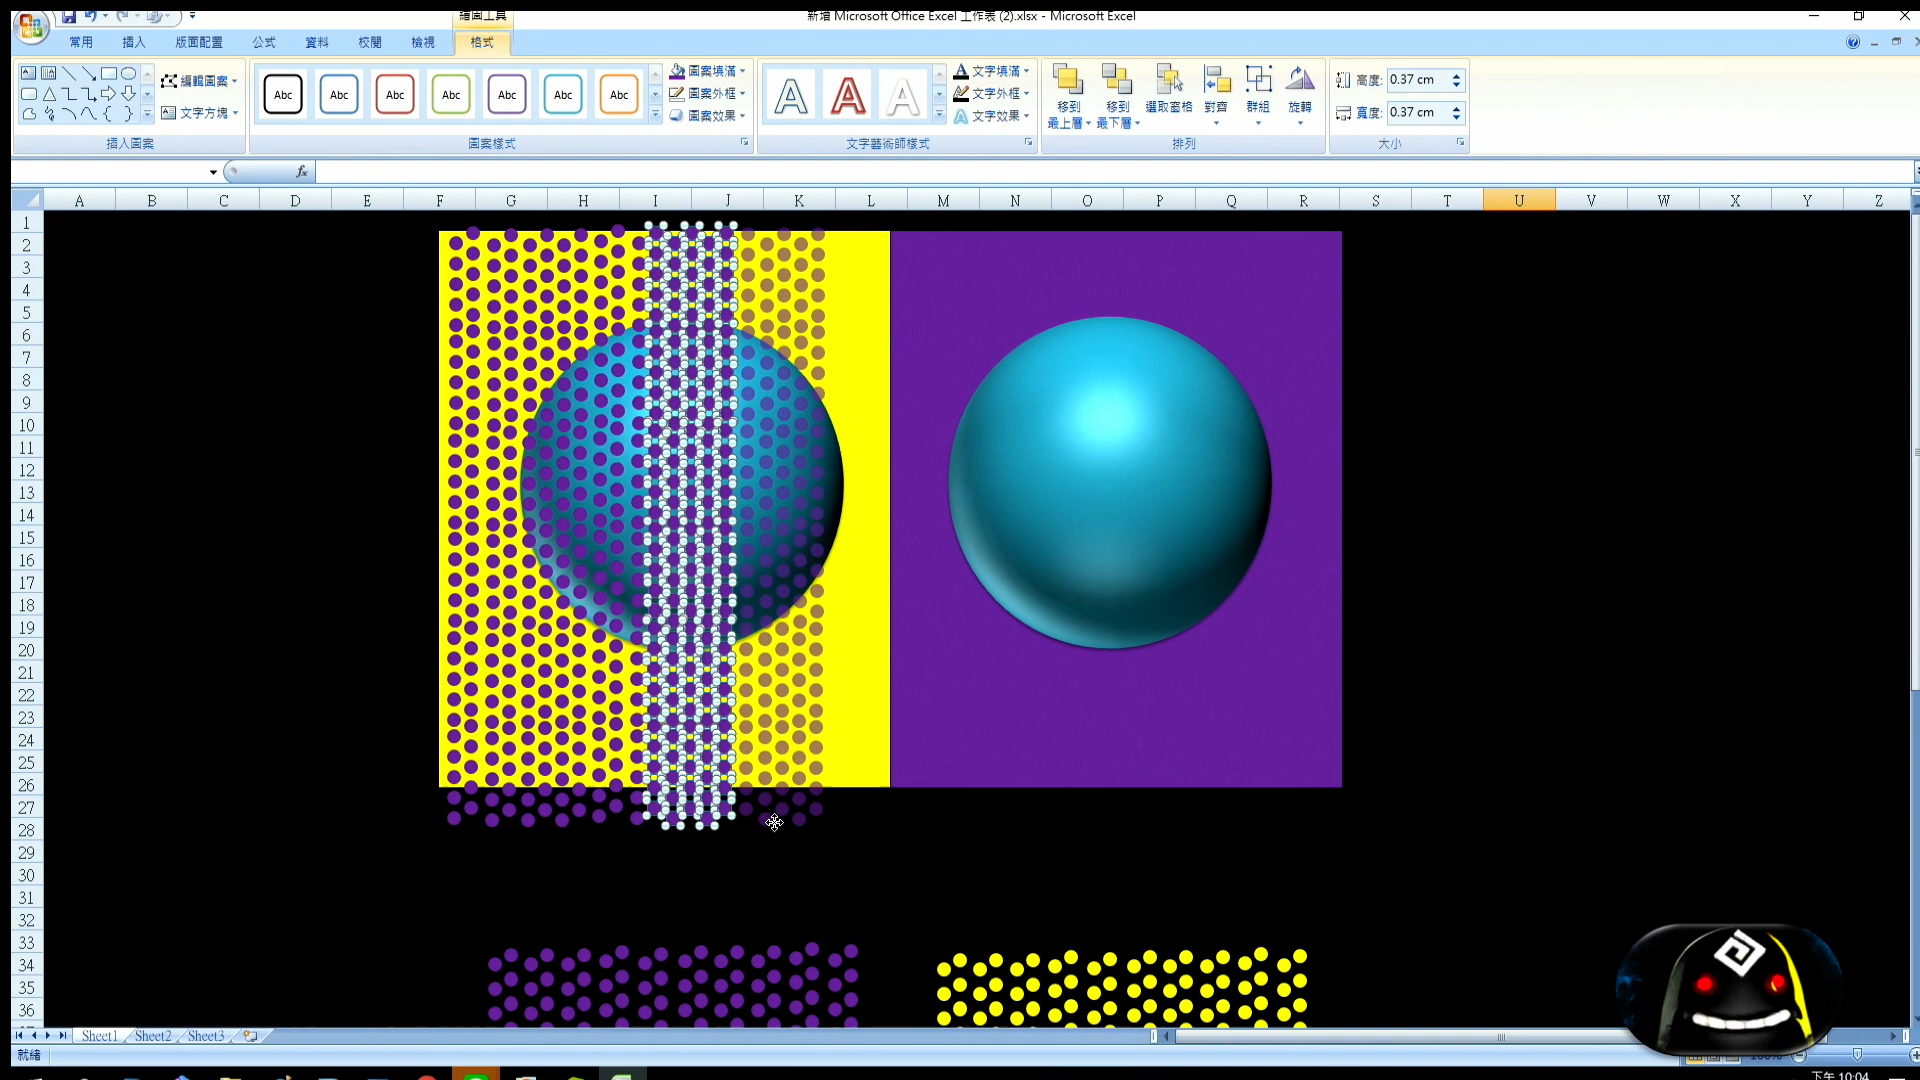 繪圖工具
新增 Microsoft Office Excel 工作表 (2).xlsx - Microsoft Excel
常用 插入 版面配置 公式 資料 校閱 檢視 格式
編輯圖案
文字方塊
插入圖案
Abc Abc Abc Abc Abc Abc Abc
圖案填滿
圖案外框
圖案效果
圖案樣式
A A A
文字填滿
文字外框
文字效果
文字藝術師樣式
移到最上層
移到最下層
選取窗格
對齊
群組
旋轉
排列
高度: 0.37 cm
寬度: 0.37 cm
大小
fx
A B C D E F G H I J K L M N O P Q R S T U V W X Y Z
1
2
3
4
5
6
7
8
9
10
11
12
13
14
15
16
17
18
19
20
21
22
23
24
25
26
27
28
29
30
31
32
33
34
35
36
Sheet1 Sheet2 Sheet3
就緒
下午 10:04